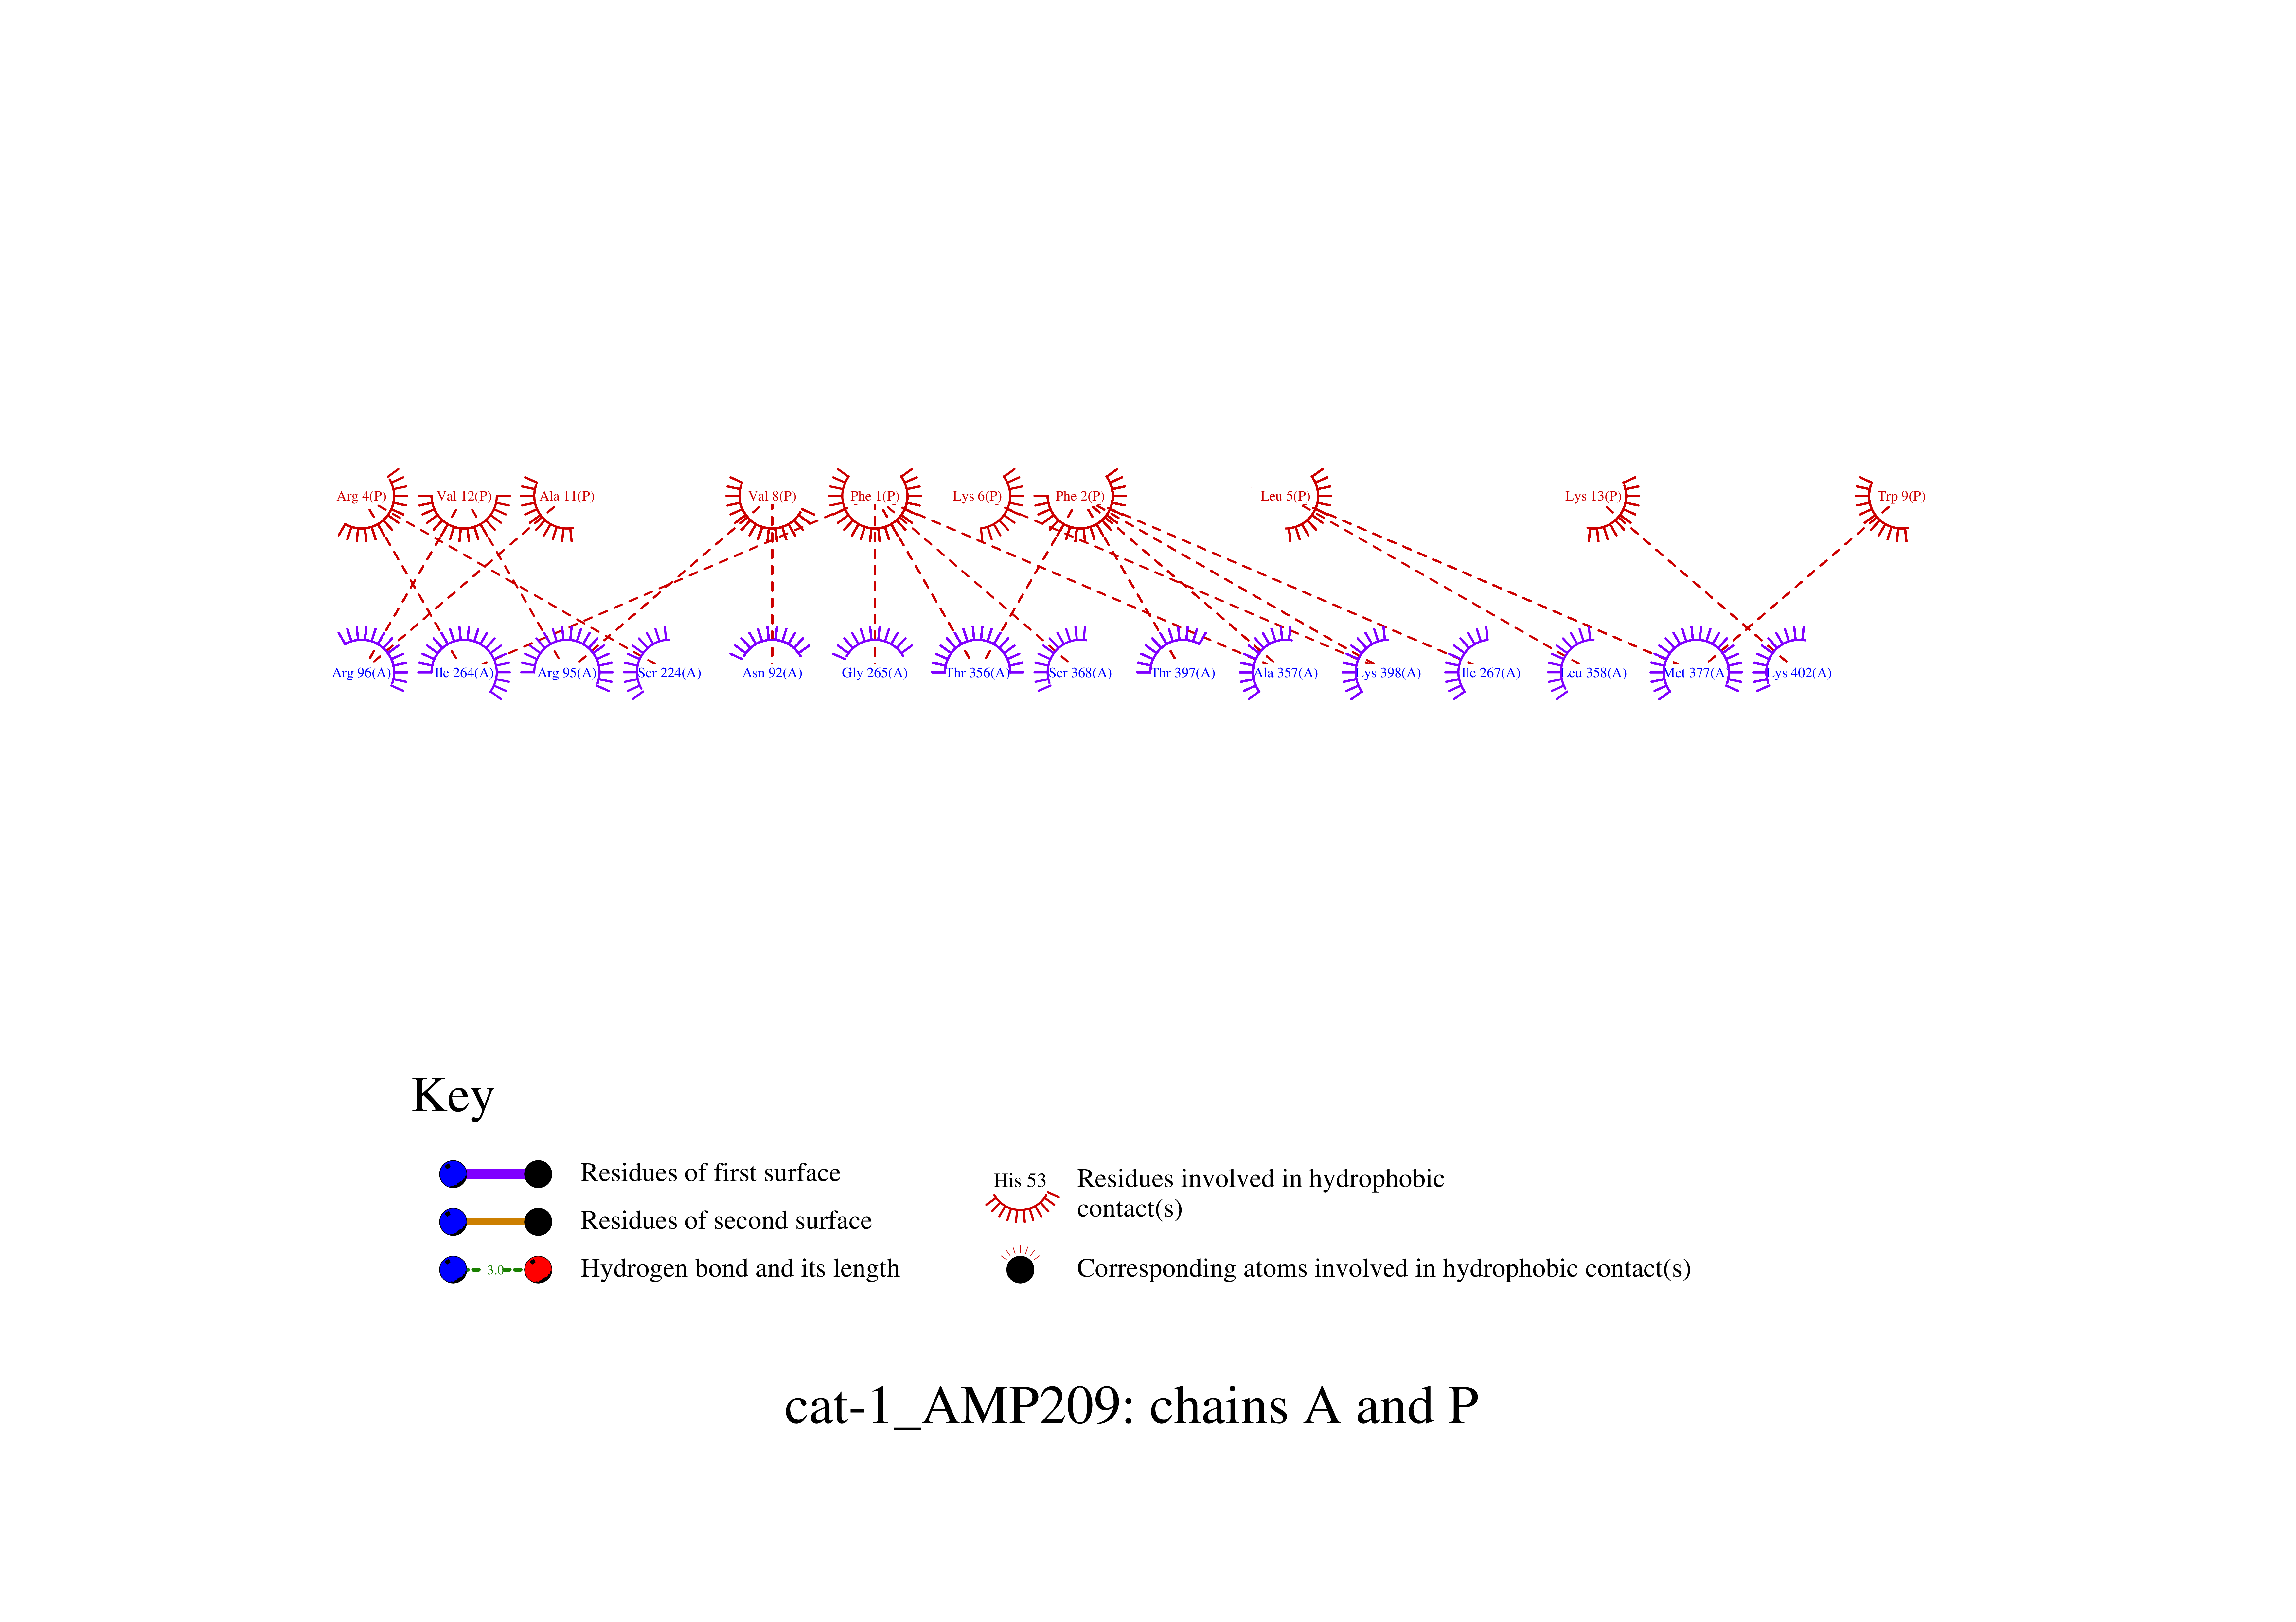 Arg 4(P) Val 12(P) Ala 11(P) Val 8(P) Phe 1(P) Lys 6(P) Phe 2(P) Leu 5(P) Lys 13(P) Trp 9(P)
Arg 96(A) Ile 264(A) Arg 95(A) Ser 224(A) Asn 92(A) Gly 265(A) Thr 356(A) Ser 368(A) Thr 397(A) Ala 357(A) Lys 398(A) Ile 267(A) Leu 358(A) Met 377(A) Lys 402(A)
Key
Residues of first surface
Residues of second surface
3.0 Hydrogen bond and its length
His 53 Residues involved in hydrophobic
contact(s)
Corresponding atoms involved in hydrophobic contact(s)
cat-1_AMP209: chains A and P